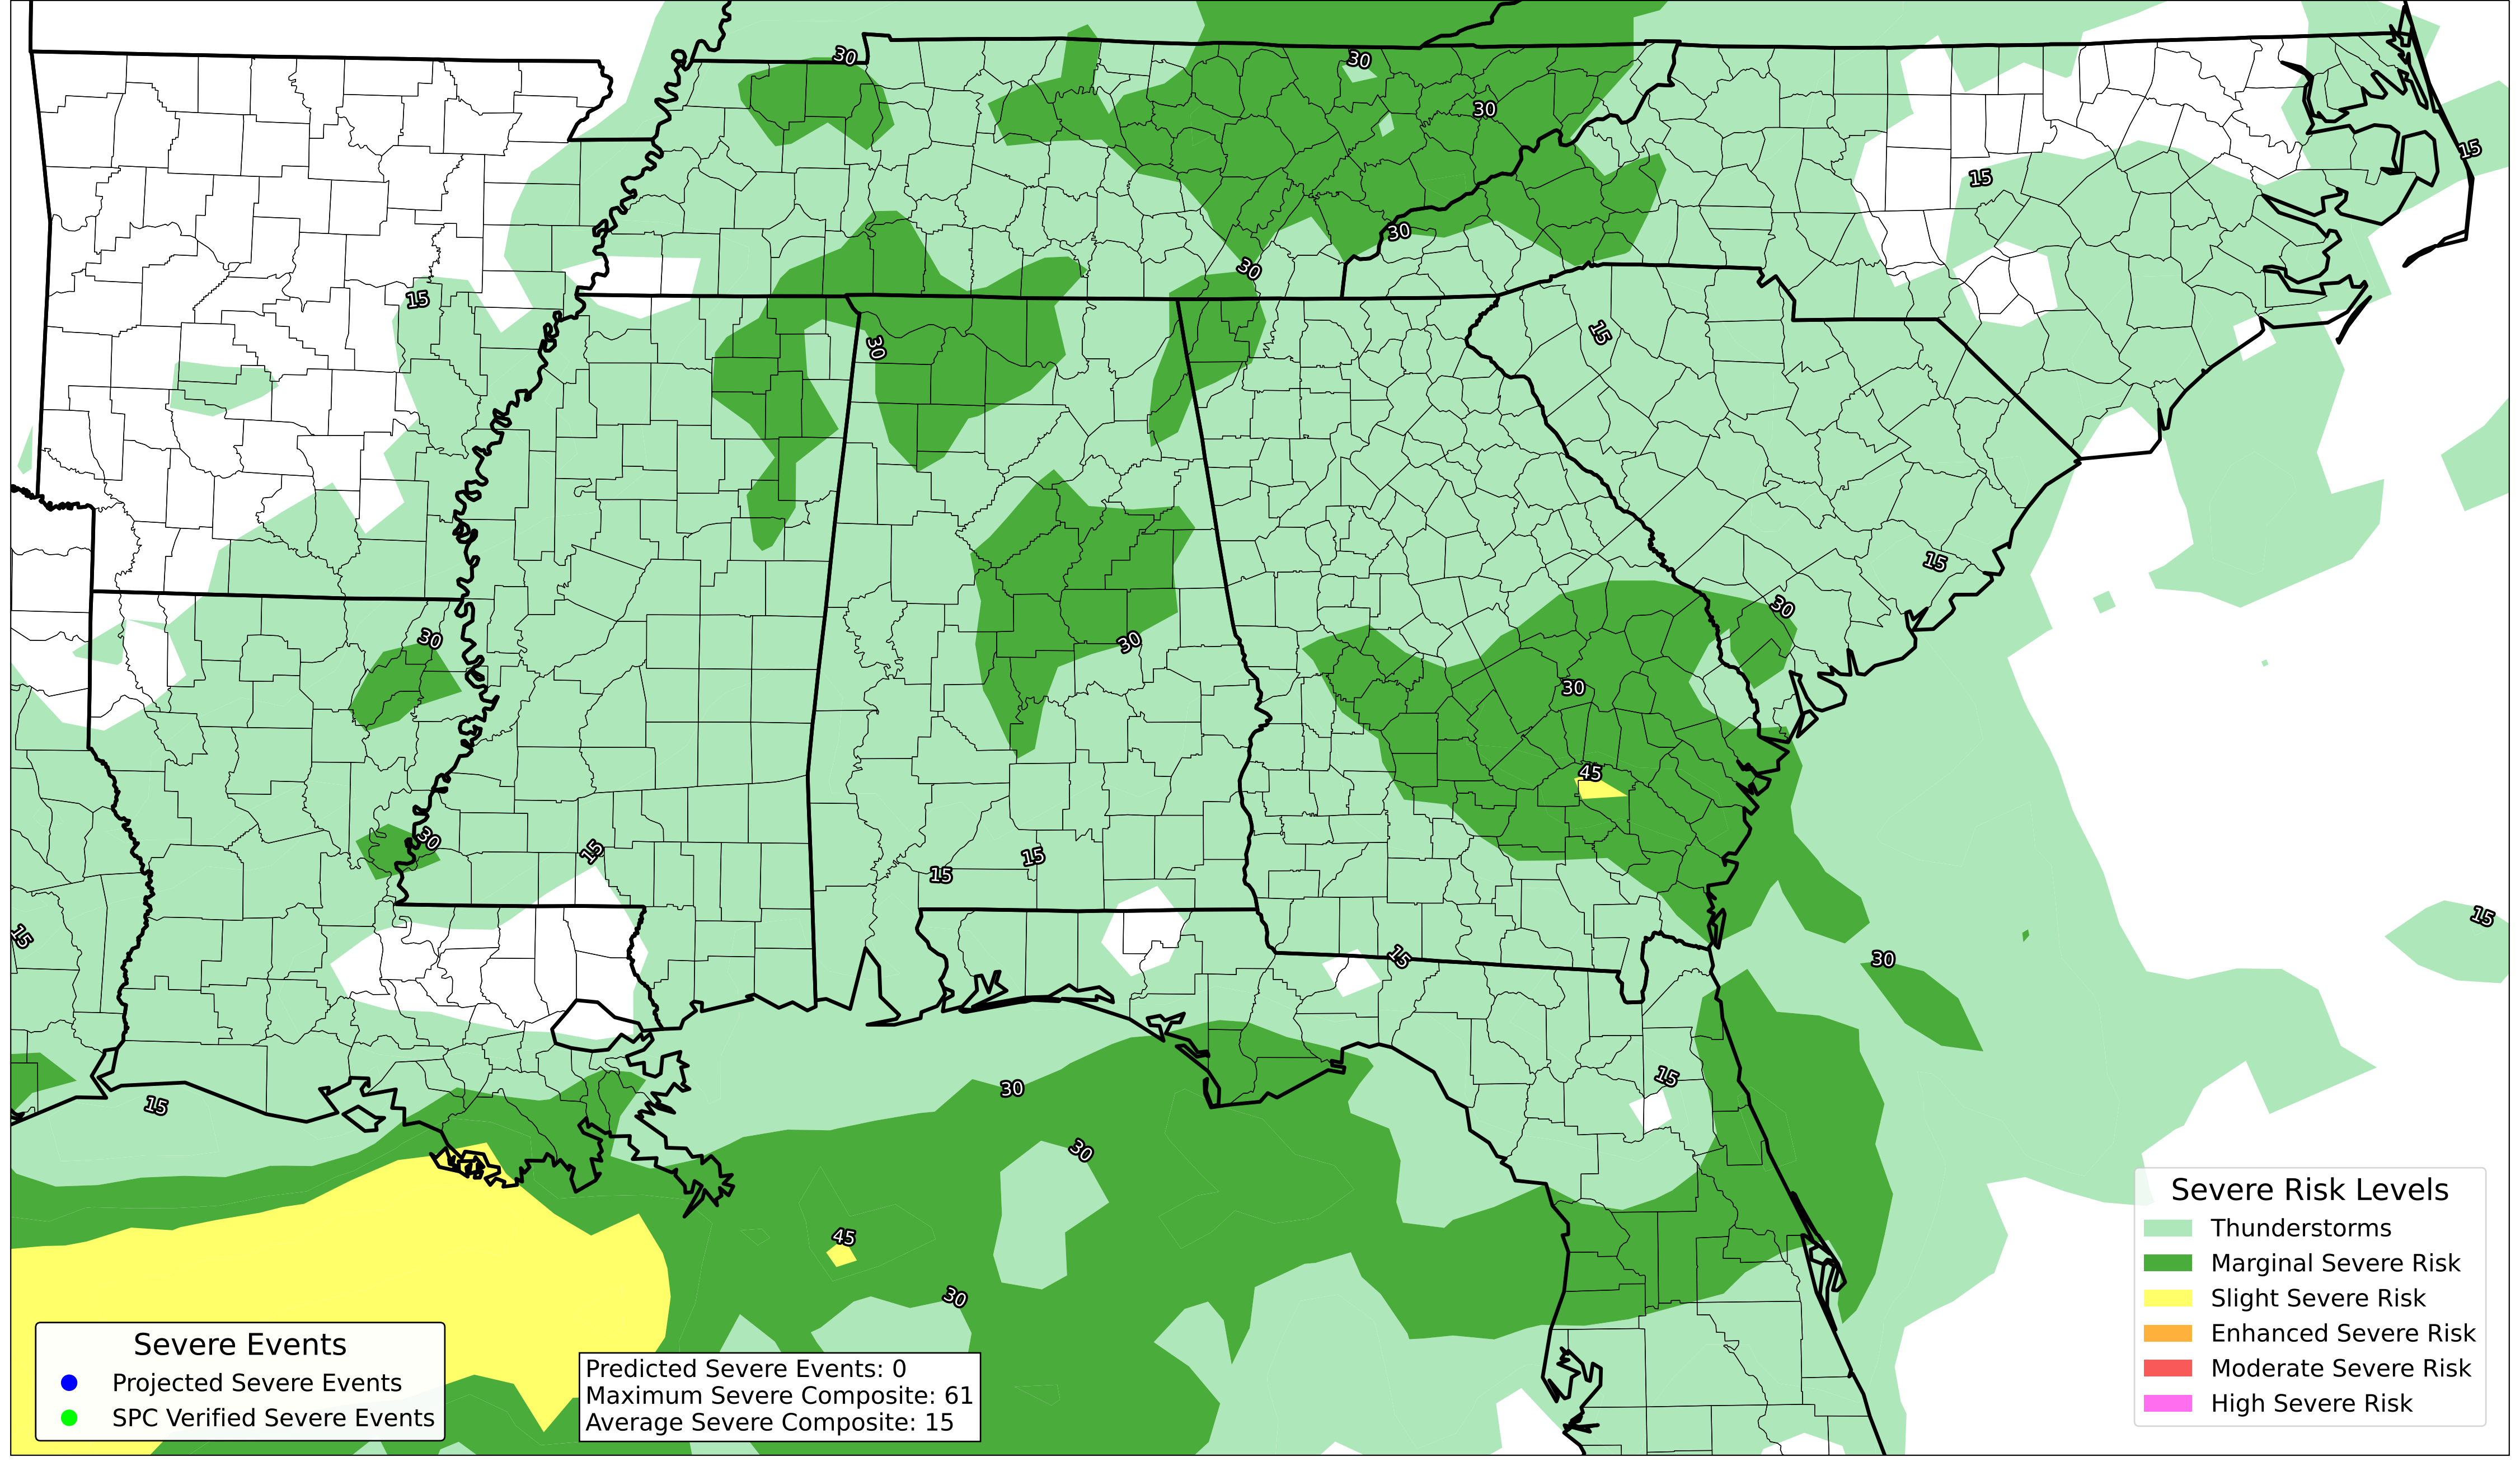 30
30
30
15
15
30
30
15
30
15
30
30
30
15
30
45
30
15
15
15
15
15
15
30
30
15
15
30
45
30
Severe Events
Projected Severe Events
SPC Verified Severe Events
Predicted Severe Events: 0
Maximum Severe Composite: 61
Average Severe Composite: 15
Severe Risk Levels
Thunderstorms
Marginal Severe Risk
Slight Severe Risk
Enhanced Severe Risk
Moderate Severe Risk
High Severe Risk